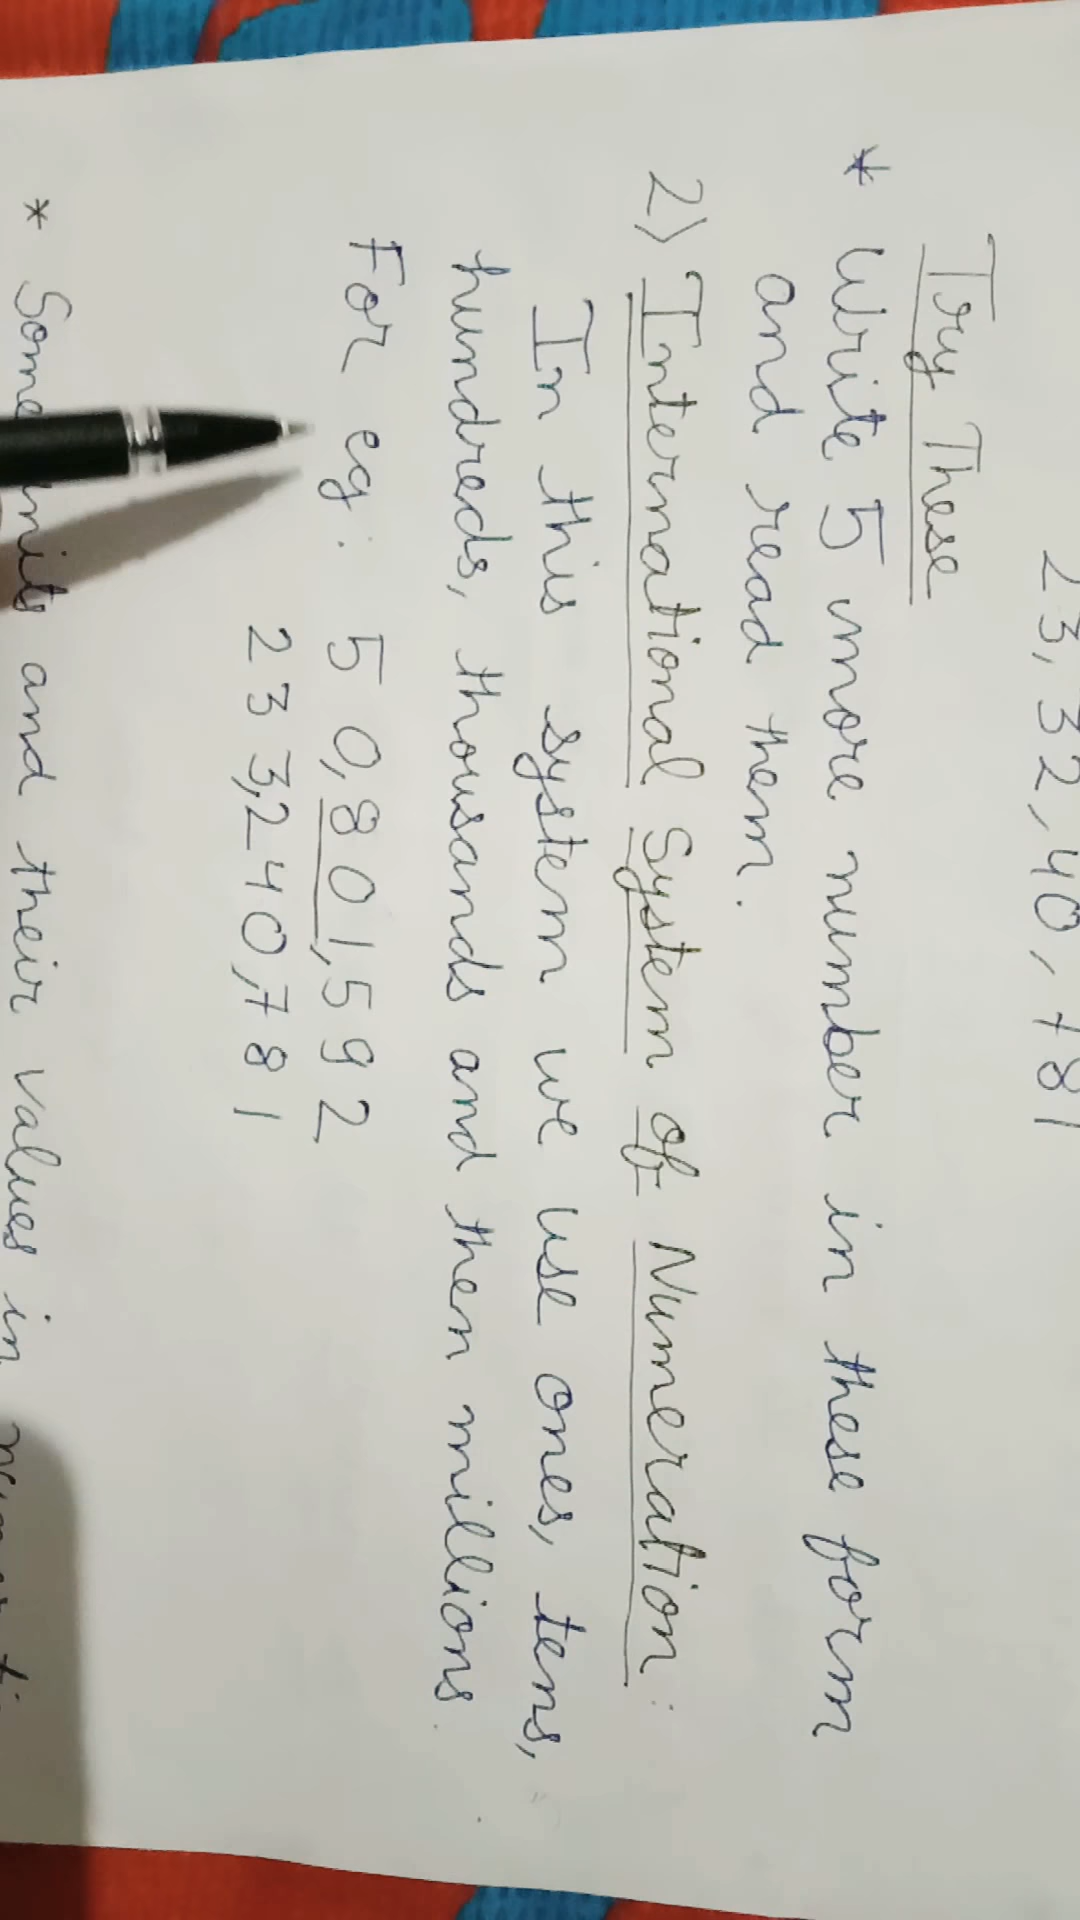 23,32,40,781
Try These
* Write 5 more number in these form
and read them.
2) International System of Numeration:
In this system we use ones, tens,
hundreds, thousands and then millions.
For eg: 50,801,592
233,240,781
* Some and their values in